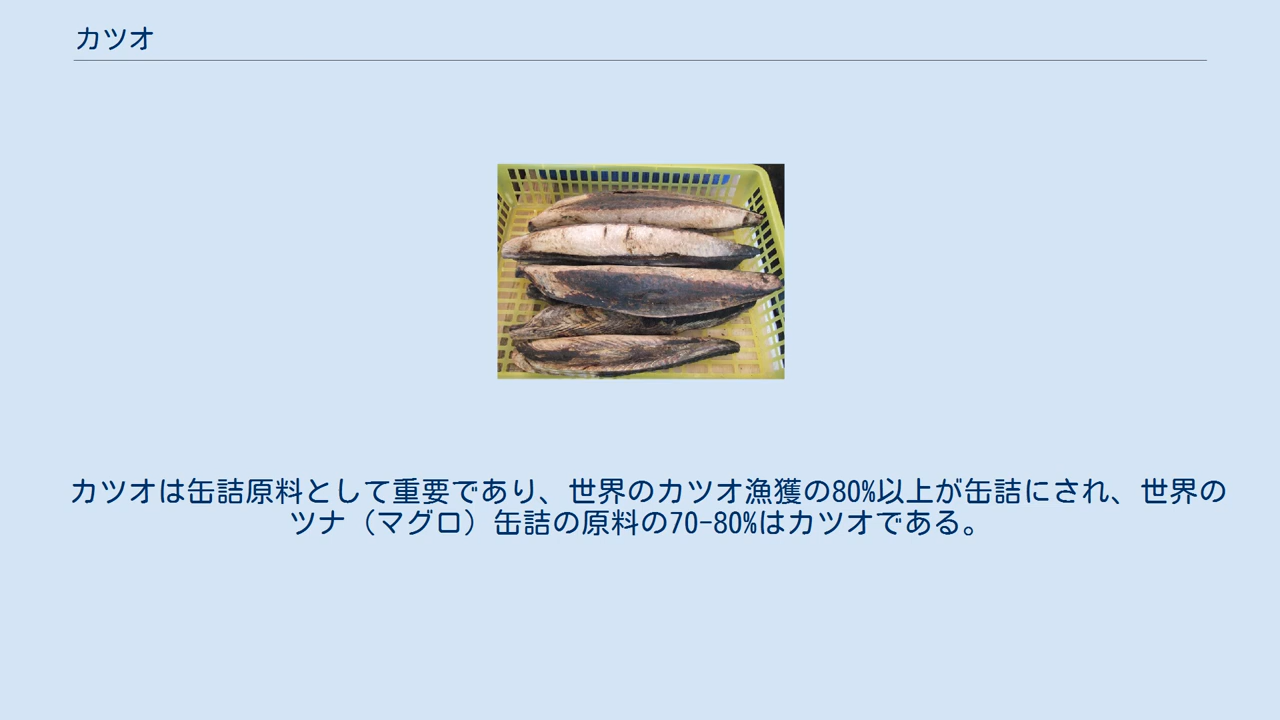 カツオ
カツオは缶詰原料として重要であり、世界のカツオ漁獲の80%以上が缶詰にされ、世界の
ツナ（マグロ）缶詰の原料の70-80%はカツオである。